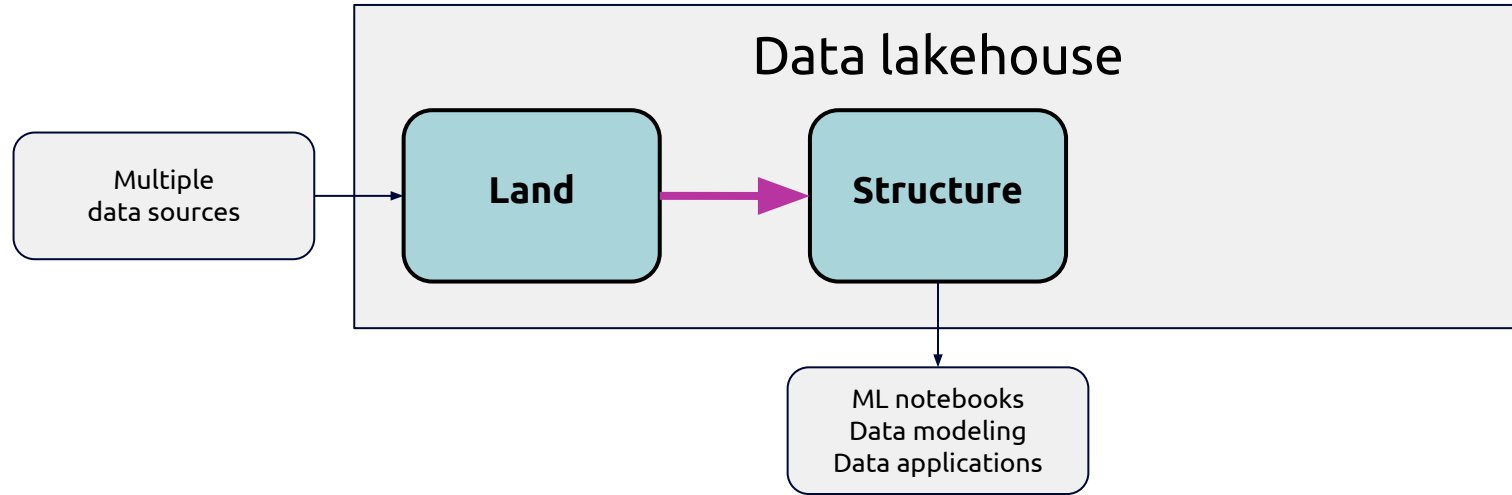 Data lakehouse
Multiple
data sources
Land
Structure
ML notebooks
Data modeling
Data applications